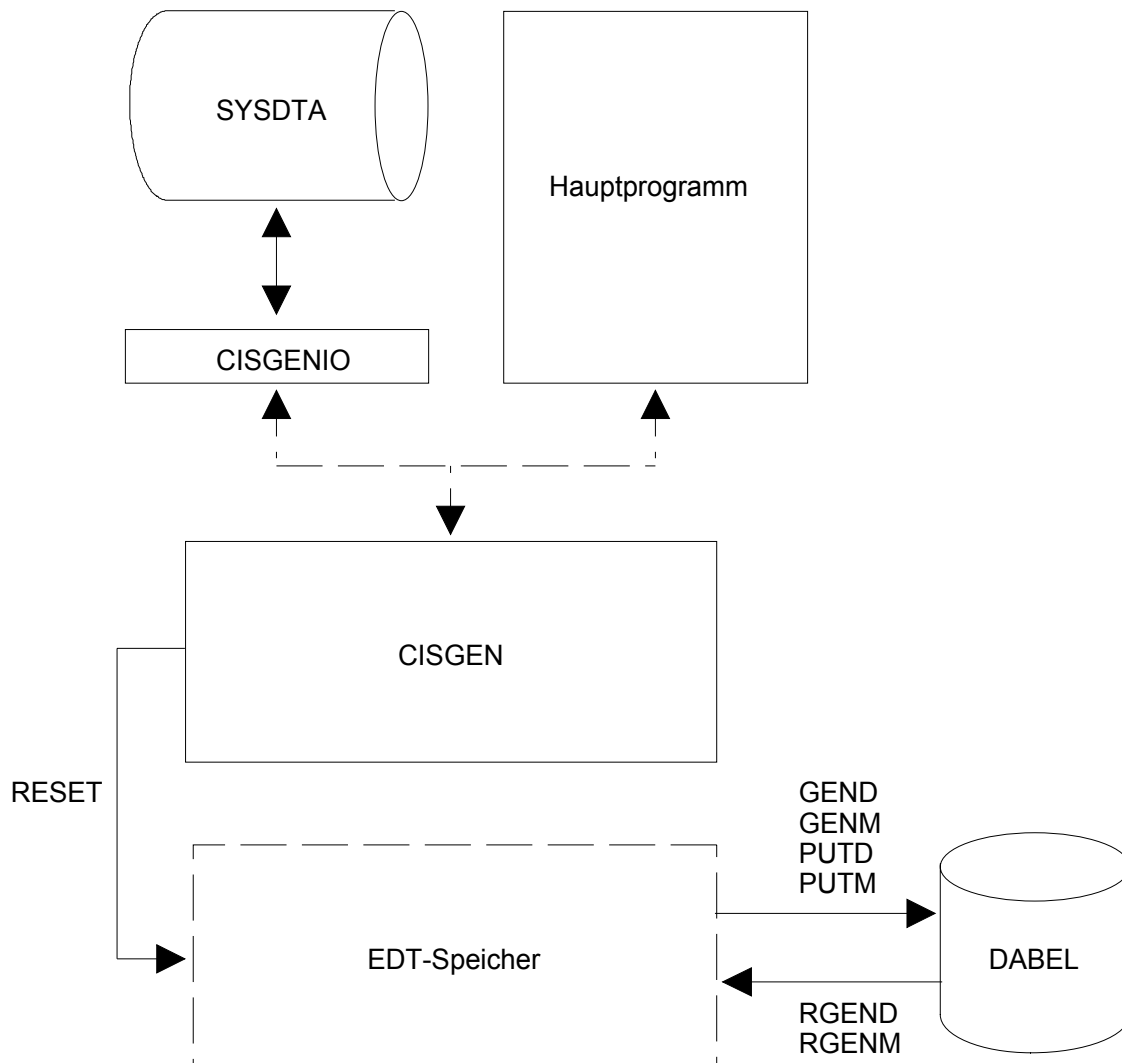 SYSDTA
Hauptprogramm
CISGENIO
CISGEN
RESET
GEND
GENM
PUTD
PUTM
EDT-Speicher
DABEL
RGEND
RGENM